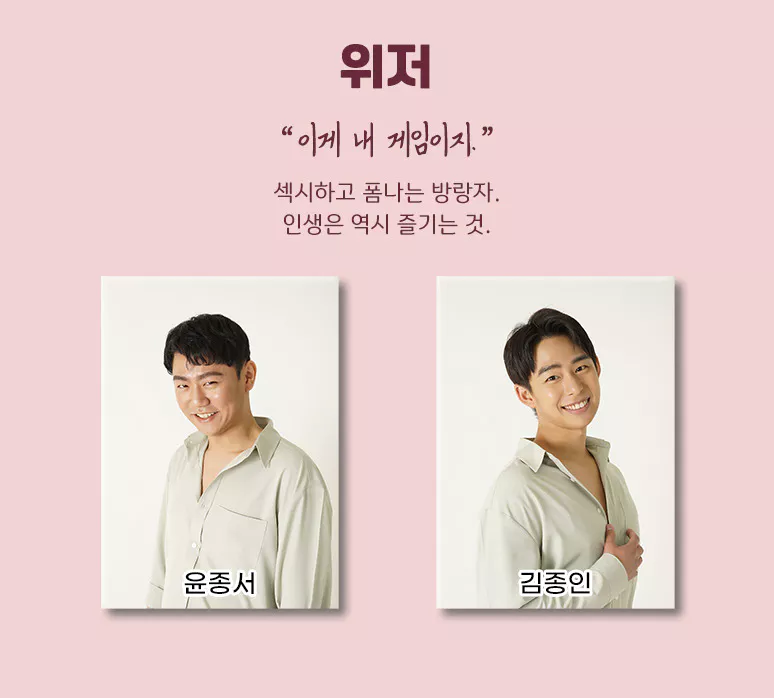 위저
“이게 내 게임이지.”
섹시하고 폼나는 방랑자.
인생은 역시 즐기는 것.
윤종서
김종인